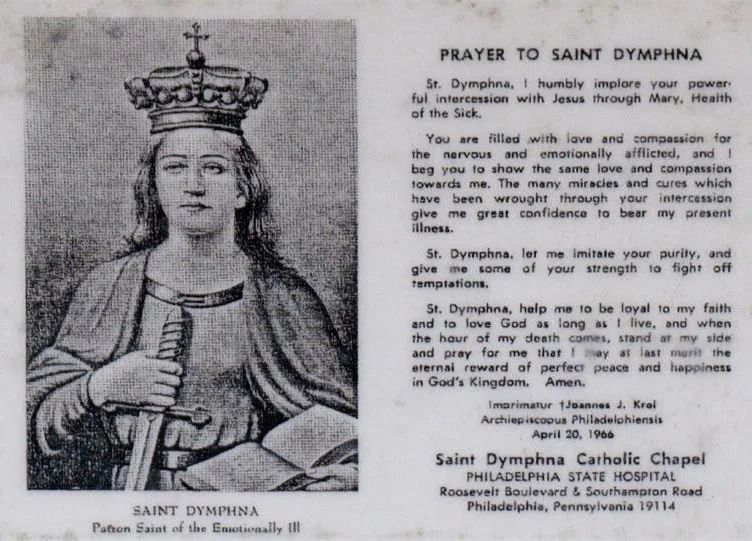 SAINT DYMPHNA
Patron Saint of the Emotionally Ill
PRAYER TO SAINT DYMPHNA
St. Dymphna, I humbly implore your power-
ful intercession with Jesus through Mary, Health
of the Sick.
You are filled with love and compassion for
the nervous and emotionally afflicted, and I
beg you to show the same love and compassion
towards me. The many miracles and cures which
have been wrought through your intercession
give me great confidence to bear my present
illness.
St. Dymphna, let me imitate your purity, and
give me some of your strength to fight off
temptations.
St. Dymphna, help me to be loyal to my faith
and to love God as long as I live, and when
the hour of my death comes, stand at my side
and pray for me that I may at last merit the
eternal reward of perfect peace and happiness
in God's Kingdom. Amen.
Imprimatur †Joannes J. Krol
Archiepiscopus Philadelphiensis
April 20, 1966
Saint Dymphna Catholic Chapel
PHILADELPHIA STATE HOSPITAL
Roosevelt Boulevard & Southampton Road
Philadelphia, Pennsylvania 19114